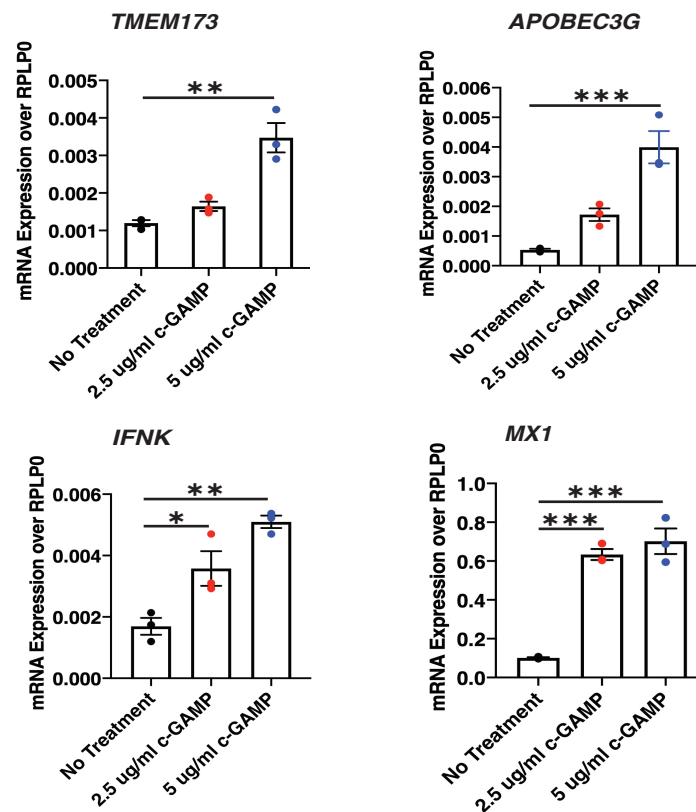 TMEM173
mRNA Expression over RPLP0
0.005
0.004
0.003
0.002
0.001
0.000
**
No Treatment
2.5 ug/ml c-GAMP
5 ug/ml c-GAMP
APOBEC3G
mRNA Expression over RPLP0
0.006
0.005
0.004
0.003
0.002
0.001
0.000
***
No Treatment
2.5 ug/ml c-GAMP
5 ug/ml c-GAMP
IFNK
mRNA Expression over RPLP0
0.006
0.004
0.002
0.000
**
*
No Treatment
2.5 ug/ml c-GAMP
5 ug/ml c-GAMP
MX1
mRNA Expression over RPLP0
1.0
0.8
0.6
0.4
0.2
0.0
***
***
No Treatment
2.5 ug/ml c-GAMP
5 ug/ml c-GAMP